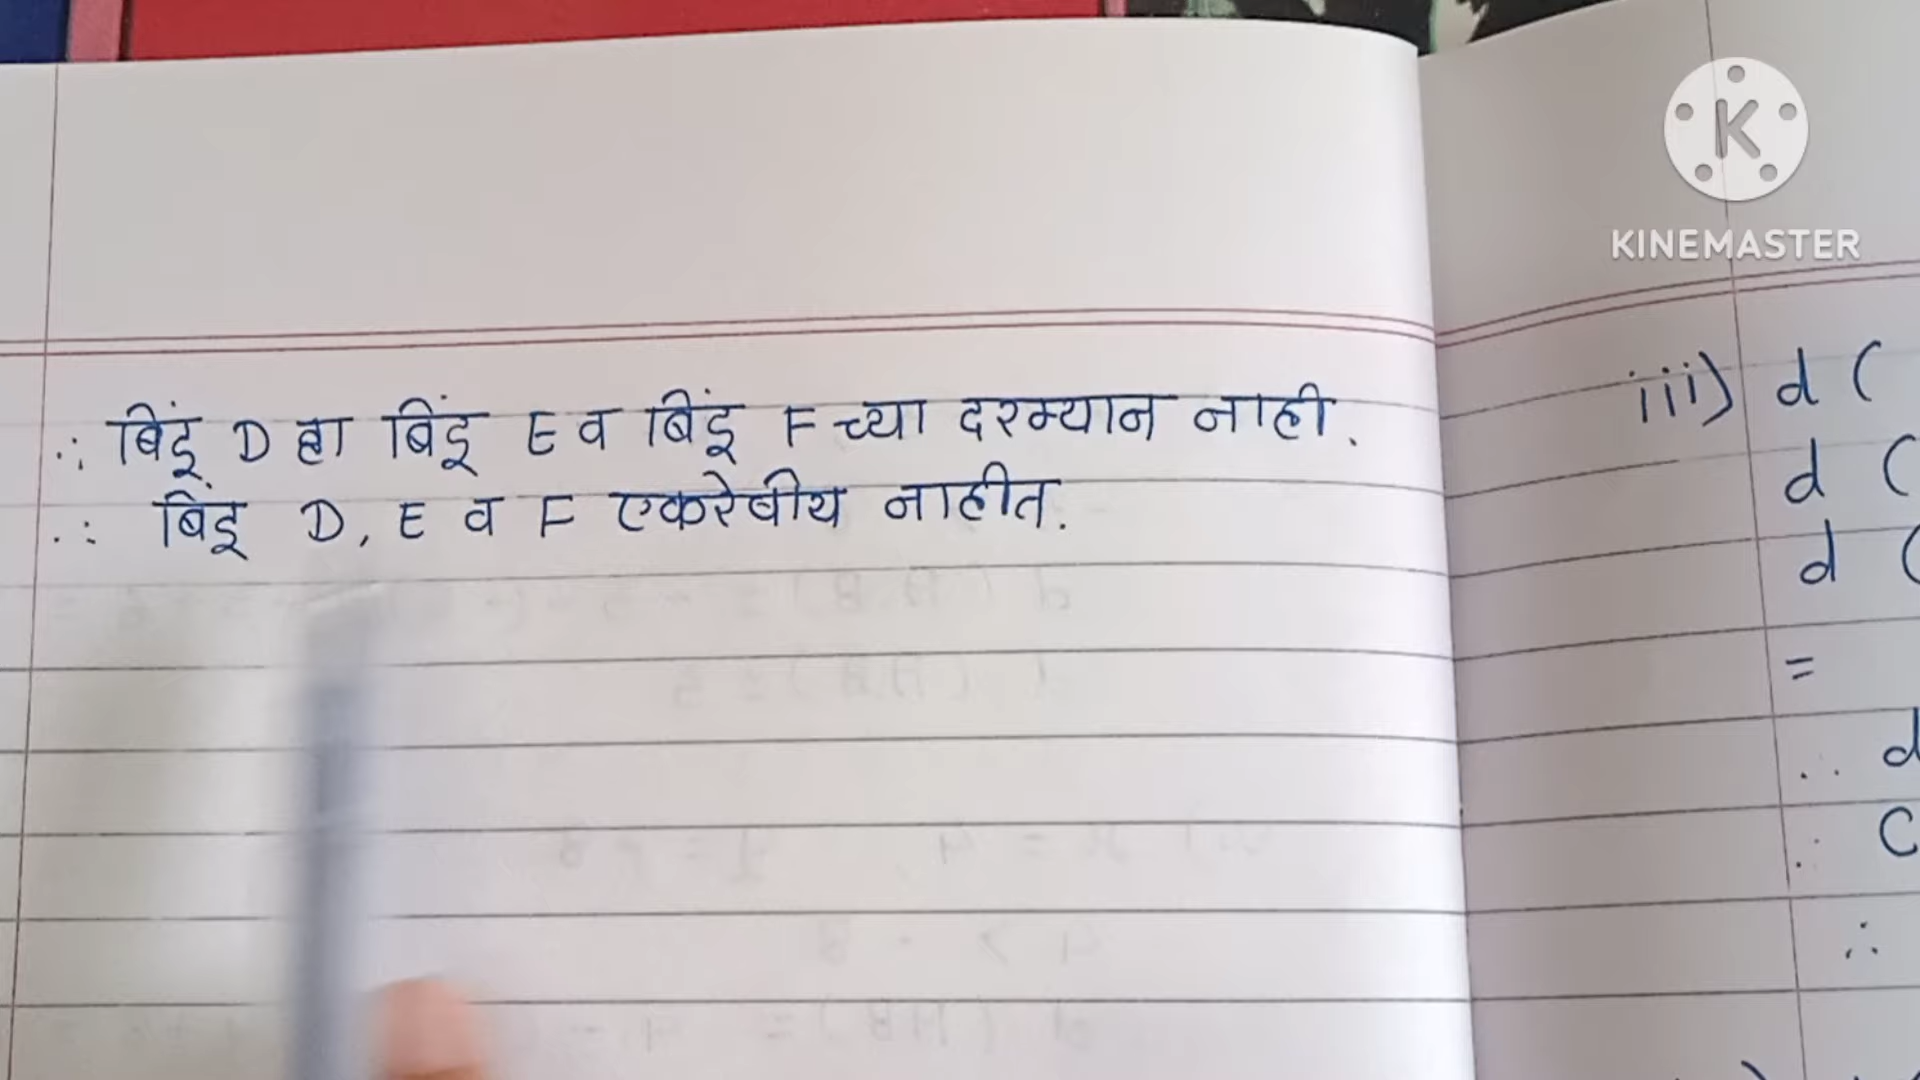 ∴ बिंदू D हा बिंदू E व बिंदू F च्या दरम्यान नाही.
∴ बिंदू D, E व F एकरेषीय नाहीत.
iii) d (
d (
d (
=
∴ d
∴ C
∴
K
KINEMASTER